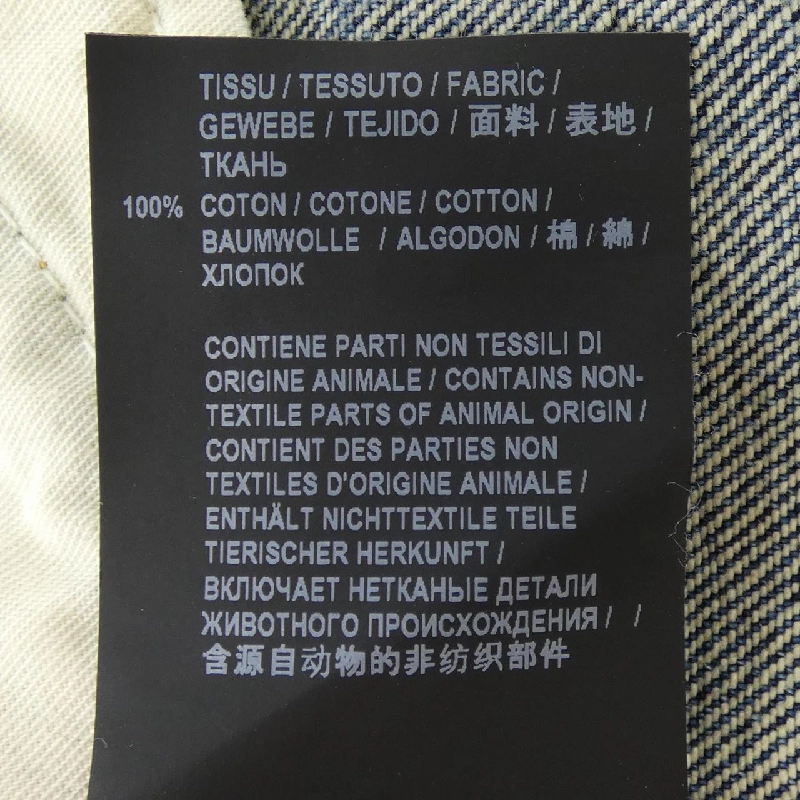 TISSU / TESSUTO / FABRIC /
GEWEBE / TEJIDO / 面料 / 表地 /
ТКАНЬ
100% COTON / COTONE / COTTON /
BAUMWOLLE / ALGODON / 棉 / 綿 /
ХЛОПОК
CONTIENE PARTI NON TESSILI DI
ORIGINE ANIMALE / CONTAINS NON-
TEXTILE PARTS OF ANIMAL ORIGIN /
CONTIENT DES PARTIES NON
TEXTILES D'ORIGINE ANIMALE /
ENTHÄLT NICHTTEXTILE TEILE
TIERISCHER HERKUNFT /
ВКЛЮЧАЕТ НЕТКАНЫЕ ДЕТАЛИ
ЖИВОТНОГО ПРОИСХОЖДЕНИЯ / /
含源自动物的非纺织部件